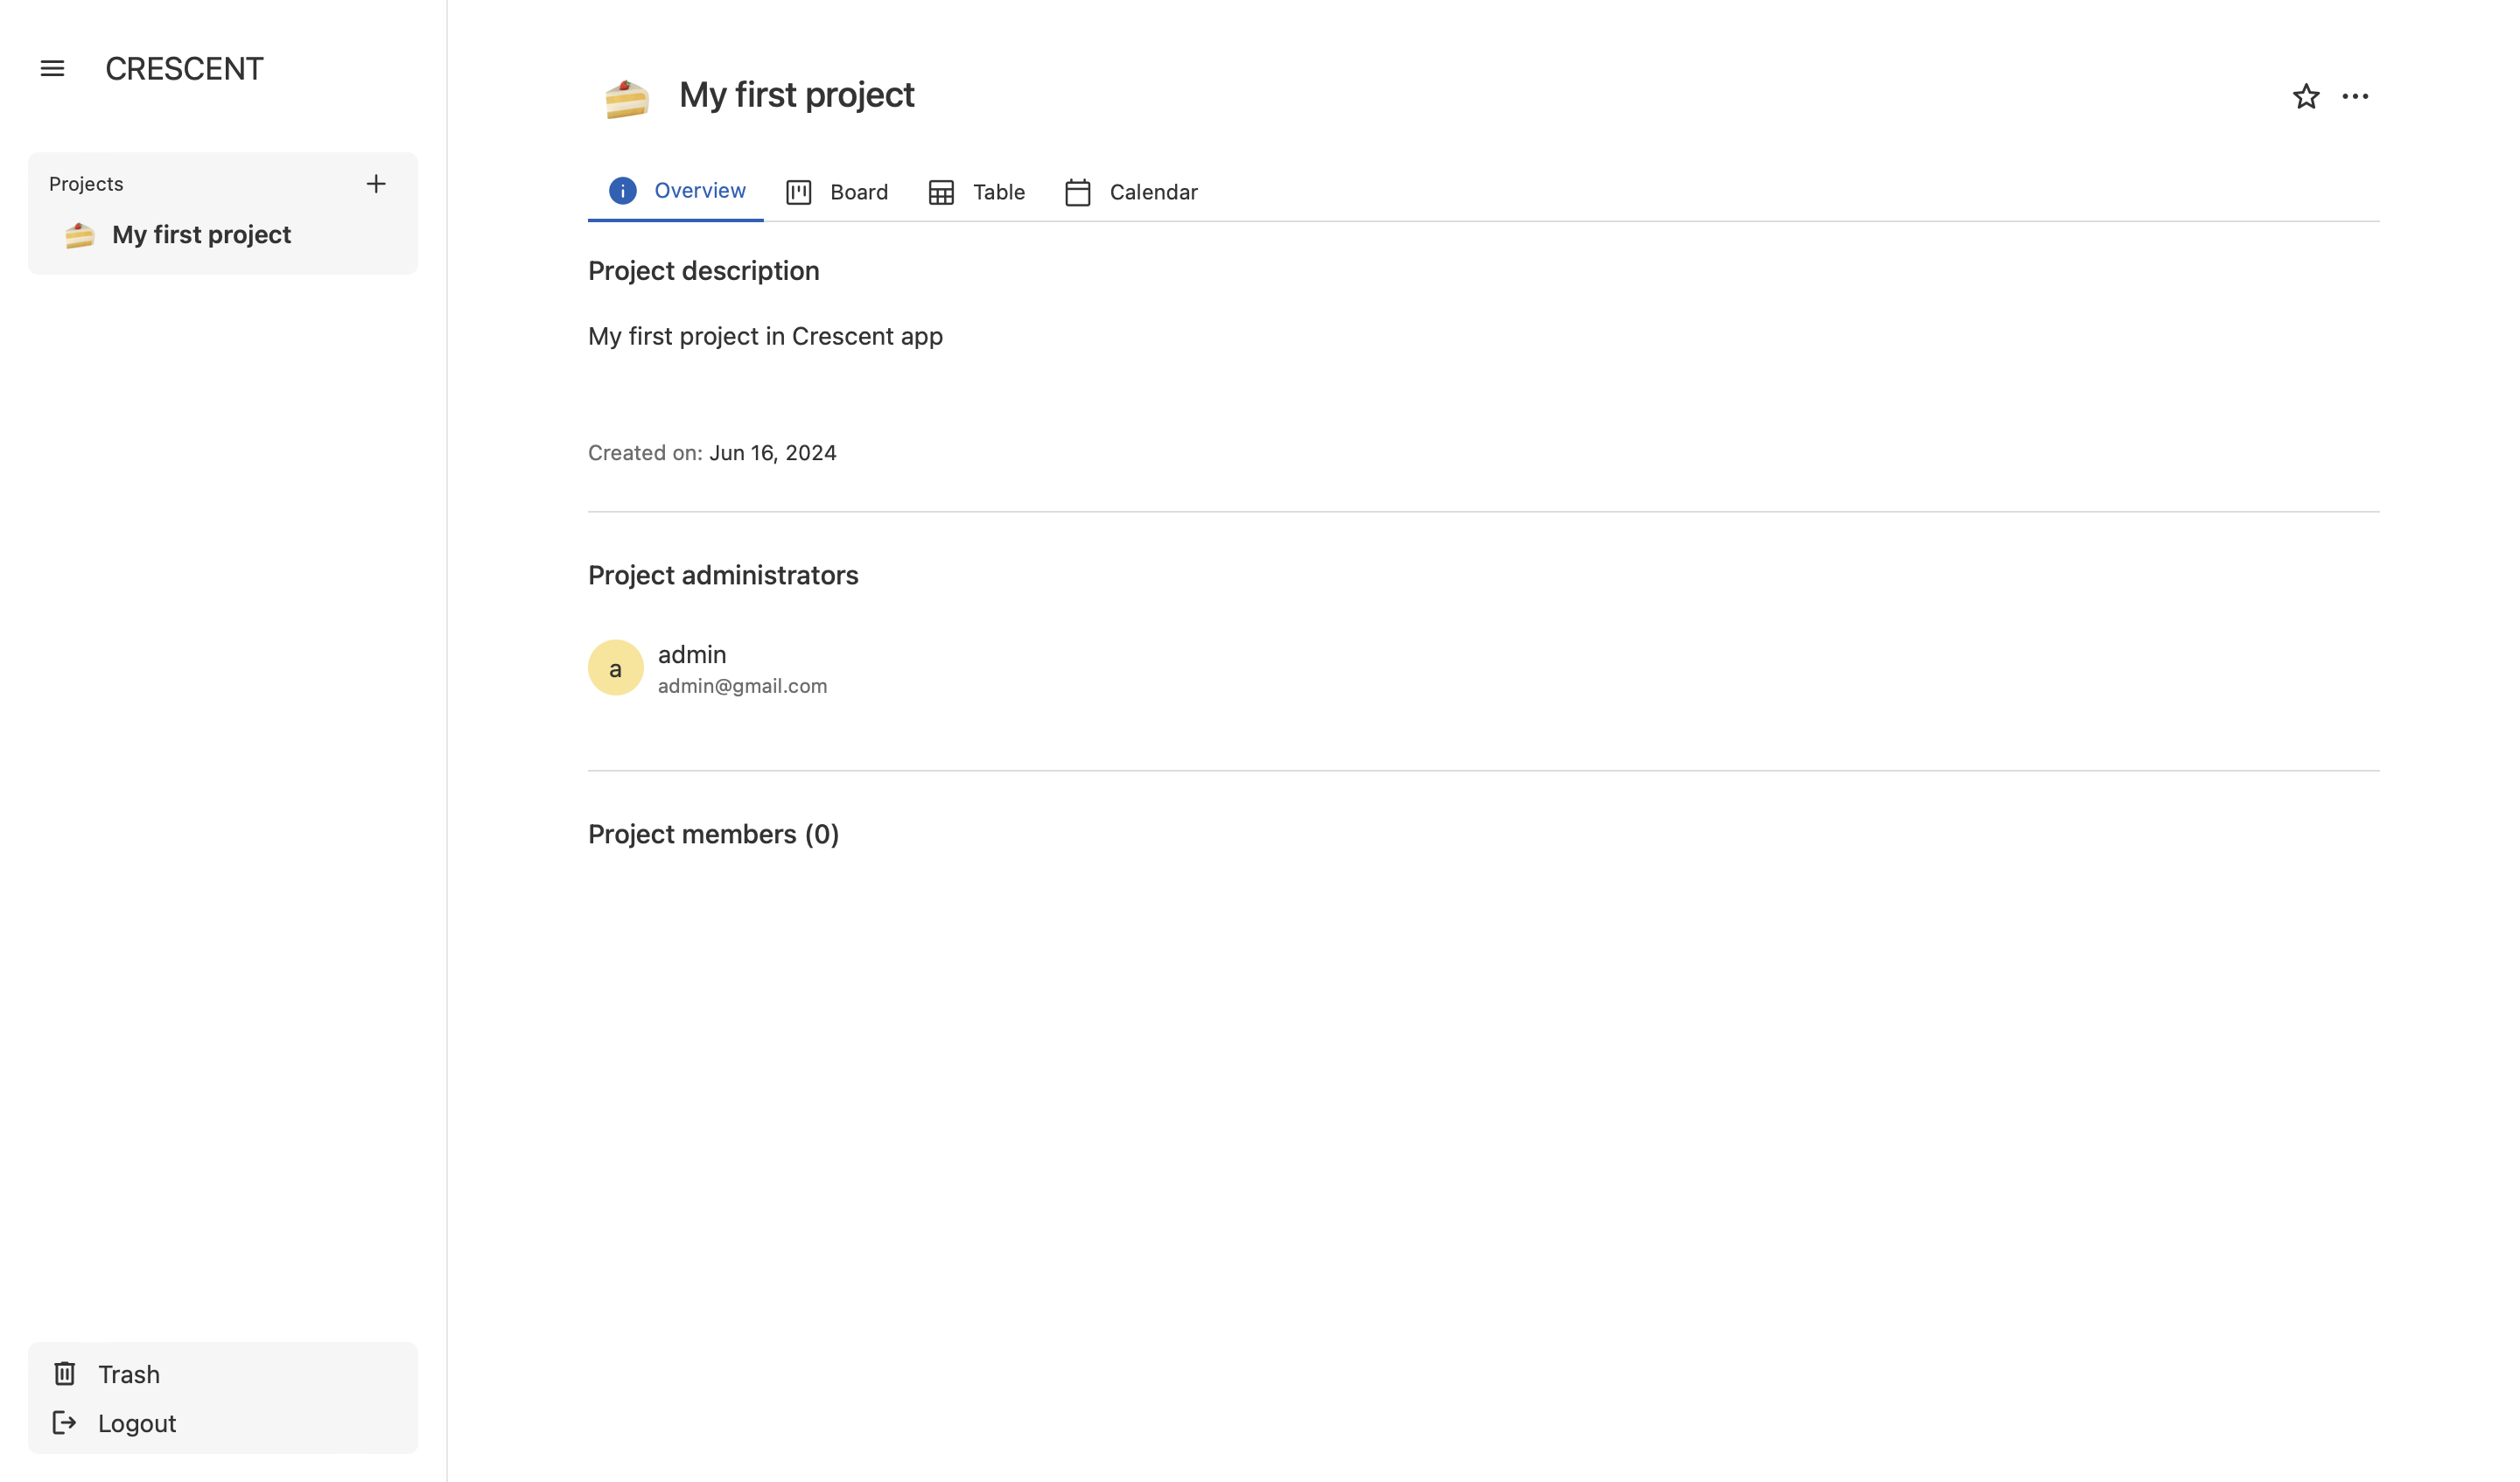 CRESCENT
Projects
My first project
Trash
Logout
My first project
Overview
Board
Table
Calendar
Project description
My first project in Crescent app
Created on: Jun 16, 2024
Project administrators
a
admin
admin@gmail.com
Project members (0)